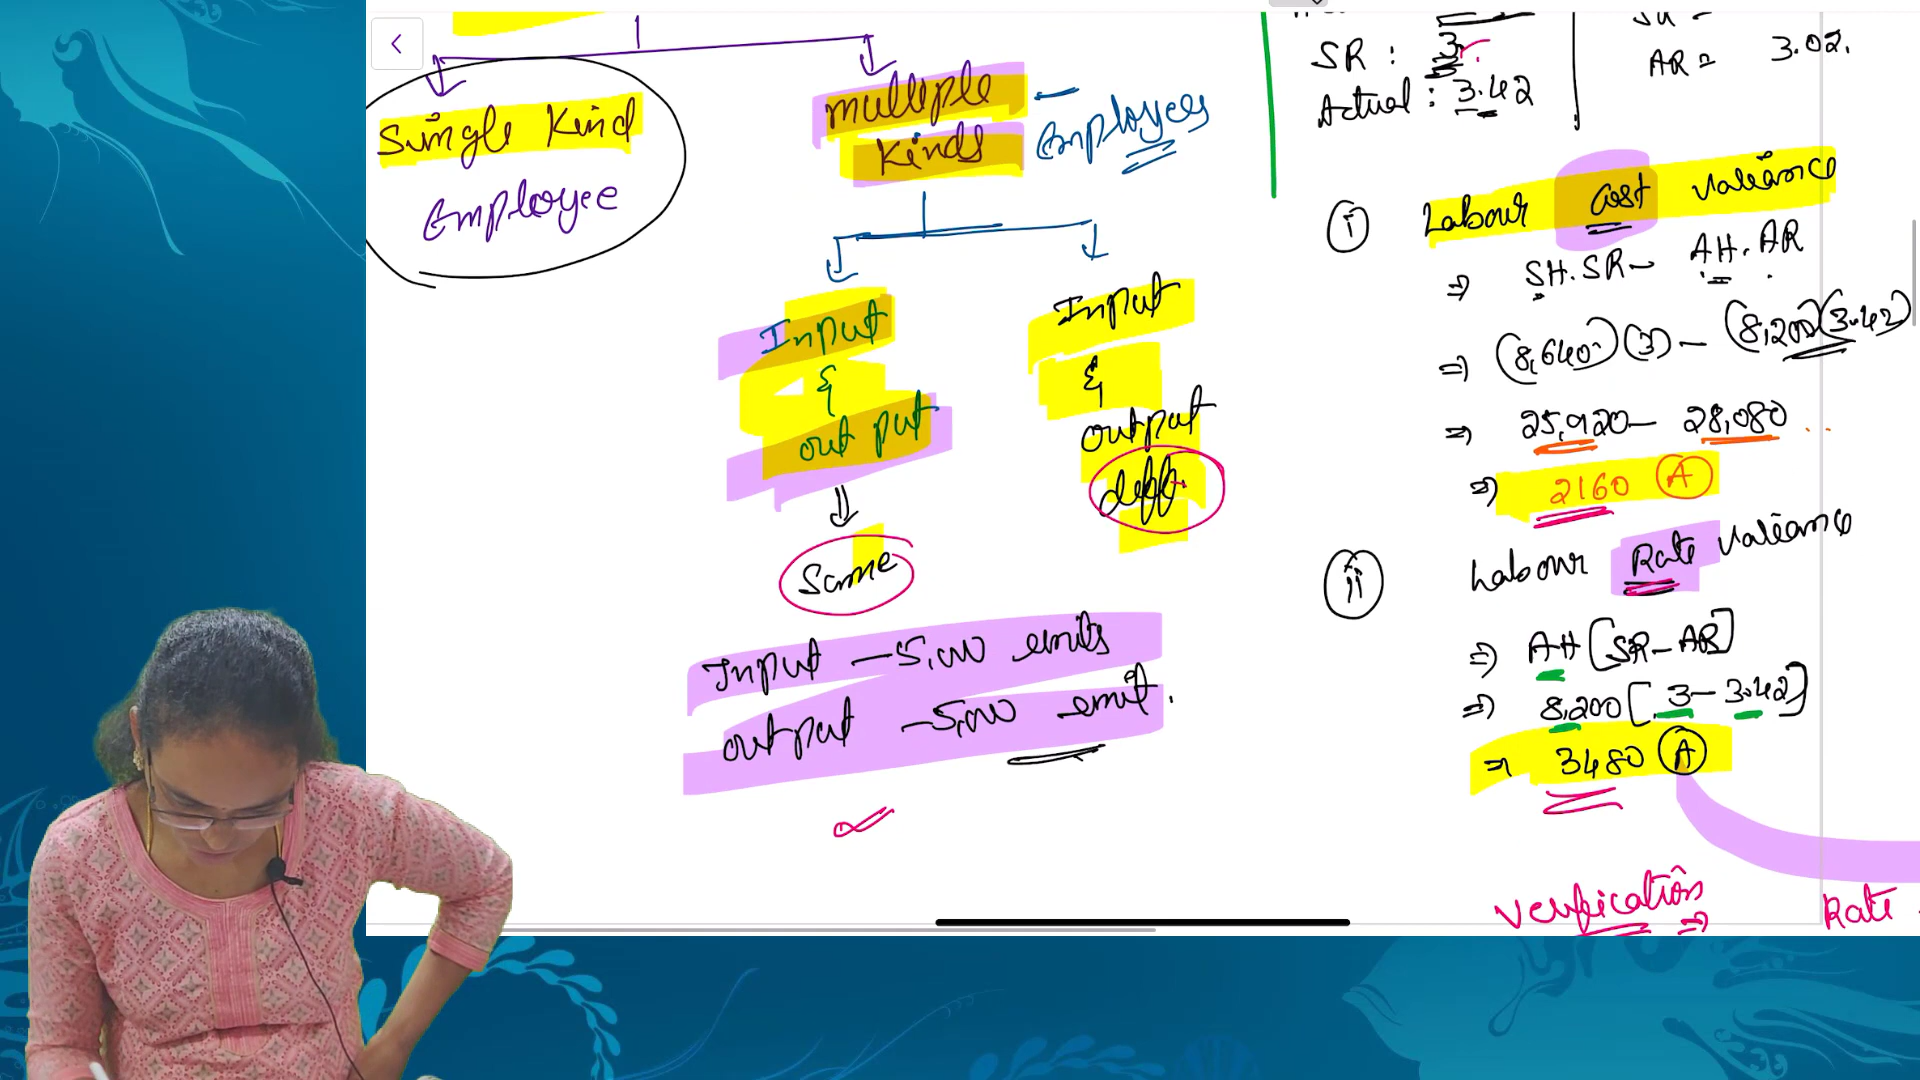 Single Kind
Employee
multiple
Kinds
Employees
Input
&
out put
Same
Input
&
output
diff.
Input - 5,000 units
output - 5,000 unit.
SR : 3
Actual : 3.42
AR = 3.02.
(i) Labour Cost Variance
⇒ SH.SR - AH.AR
⇒ (8,640)(3) - (8,200)(3.42)
⇒ 25,920 - 28,080
⇒ 2160 (A)
(ii) Labour Rate Variance
⇒ AH [SR - AR]
⇒ 8,200 [3 - 3.42]
⇒ 3480 (A)
Verification ⇒ Rate